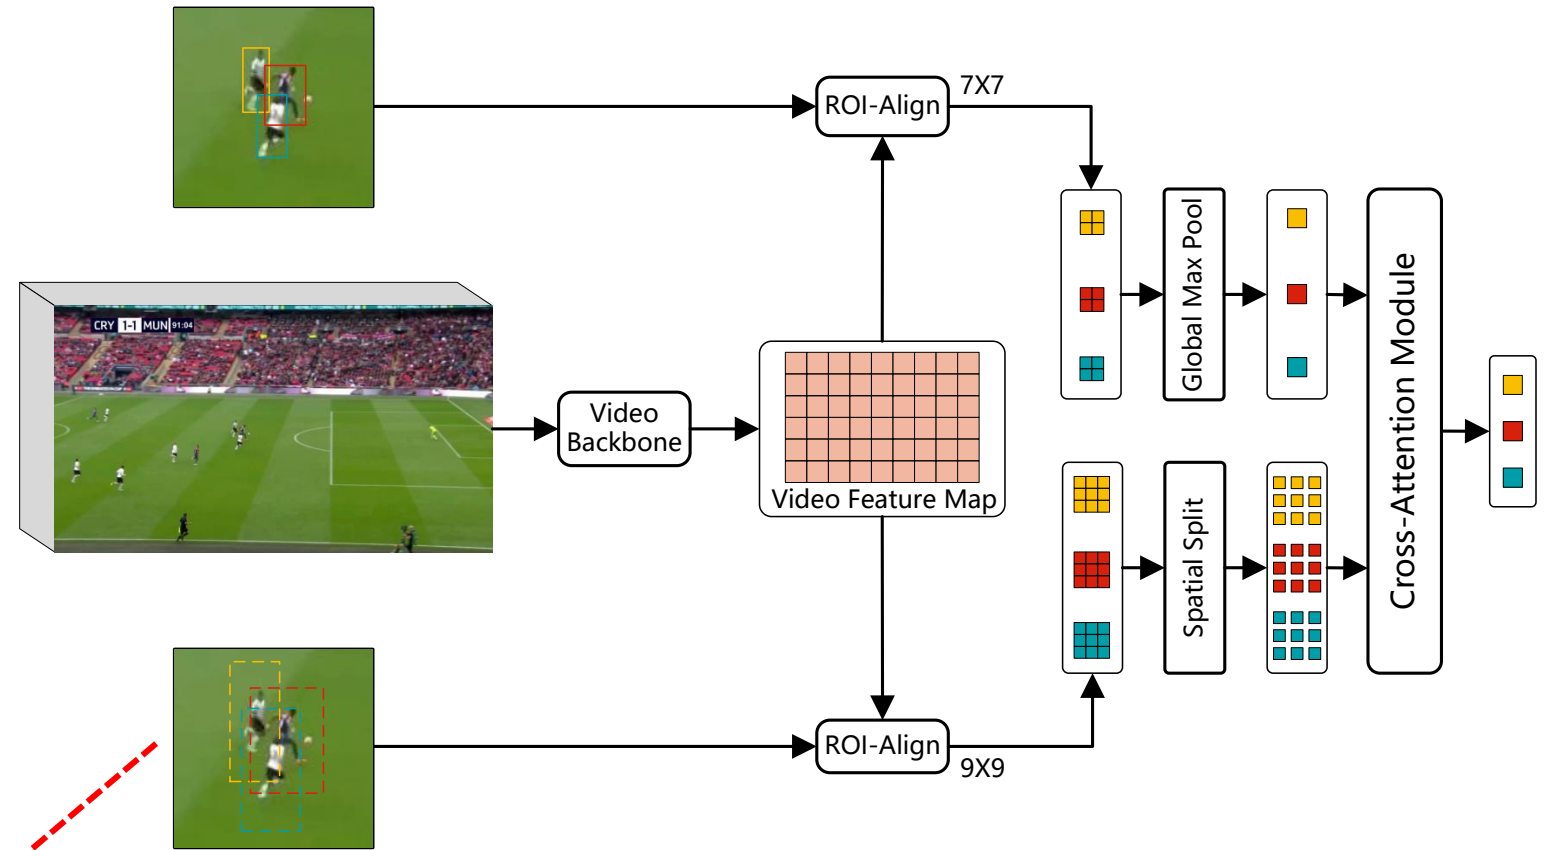 ROI-Align
7X7
CRY 1-1 MUN 91:04
Video
Backbone
Video Feature Map
Global Max Pool
Spatial Split
Cross-Attention Module
ROI-Align
9X9